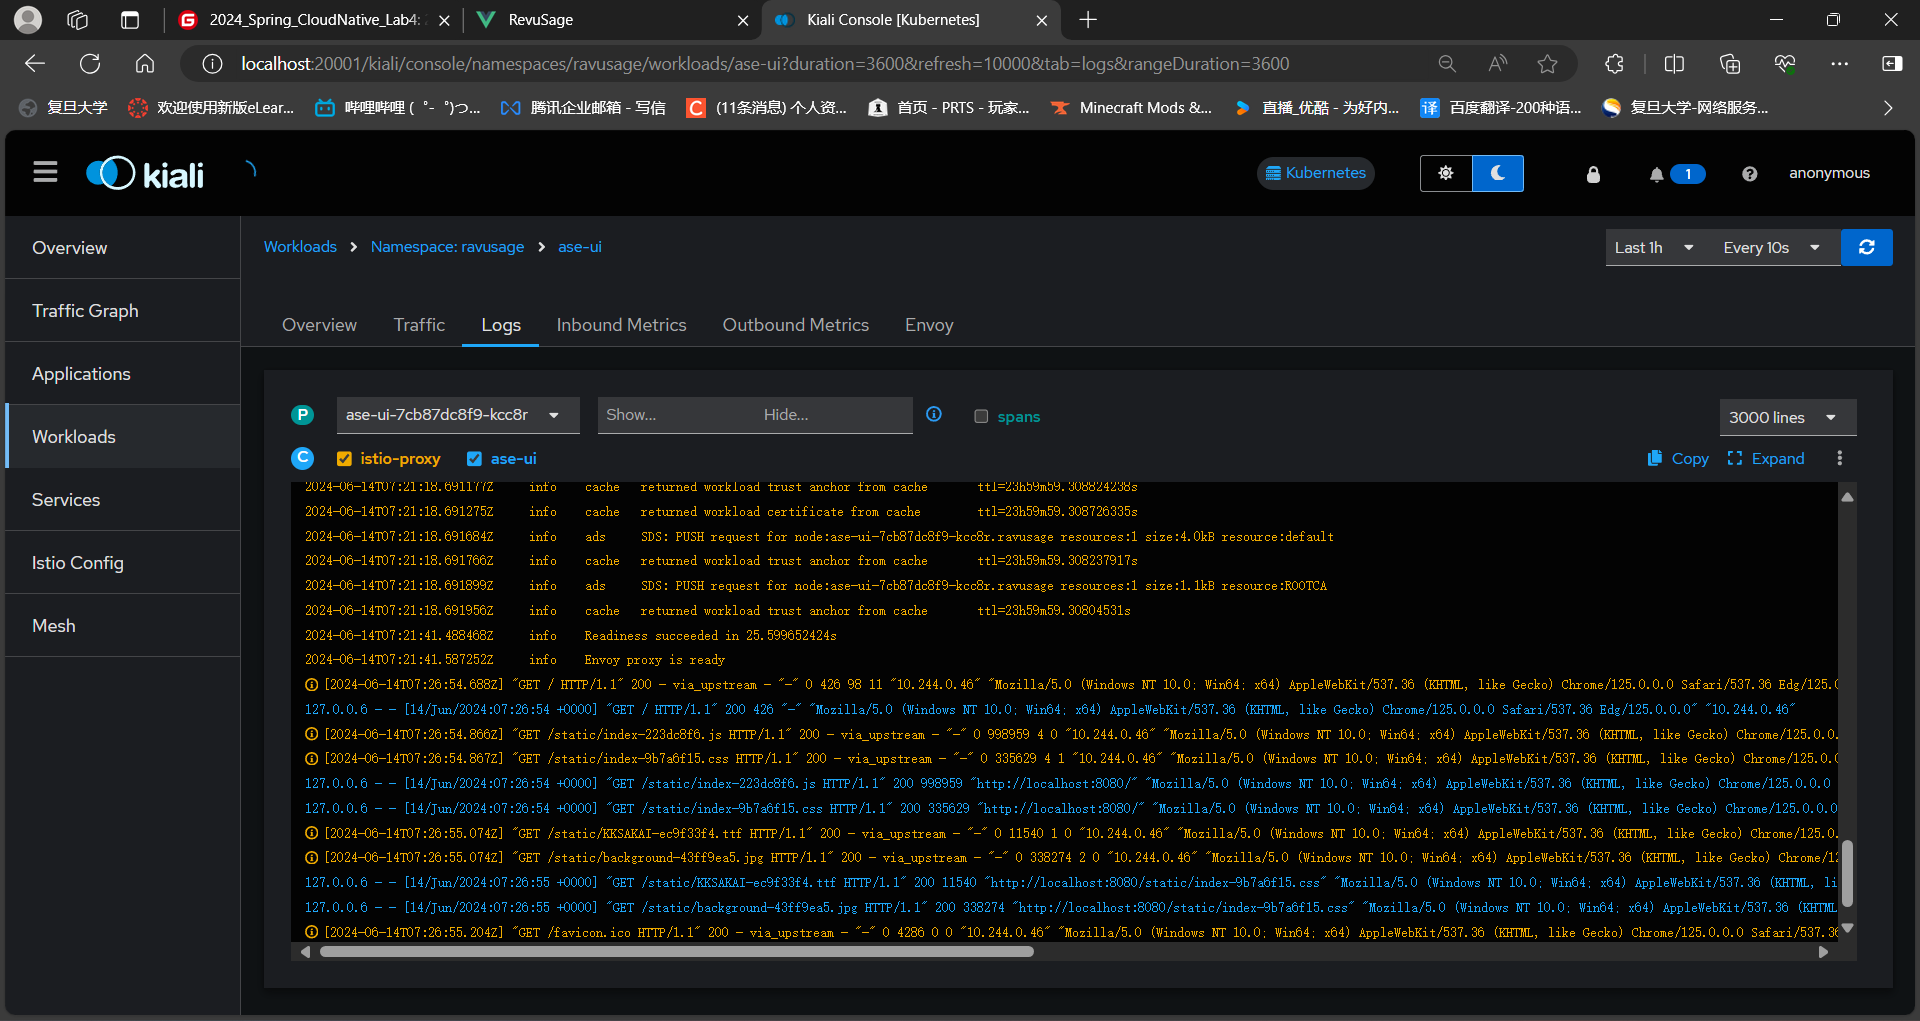 2024_Spring_CloudNative_Lab4:
RevuSage
Kiali Console [Kubernetes]
localhost:20001/kiali/console/namespaces/ravusage/workloads/ase-ui?duration=3600&refresh=10000&tab=logs&rangeDuration=3600
复旦大学
欢迎使用新版eLear...
哔哩哔哩 ( ゜- ゜)つ...
腾讯企业邮箱 - 写信
(11条消息) 个人资...
首页 - PRTS - 玩家...
Minecraft Mods &...
直播_优酷 - 为好内...
译 百度翻译-200种语...
复旦大学-网络服务...
kiali
Kubernetes
1
anonymous
Overview
Traffic Graph
Applications
Workloads
Services
Istio Config
Mesh
Workloads > Namespace: ravusage > ase-ui
Last 1h
Every 10s
Overview
Traffic
Logs
Inbound Metrics
Outbound Metrics
Envoy
P ase-ui-7cb87dc8f9-kcc8r
Show...
Hide...
spans
3000 lines
C istio-proxy ase-ui
Copy
Expand
2024-06-14T07:21:18.691177Z info cache returned workload trust anchor from cache ttl=23h59m59.308824238s
2024-06-14T07:21:18.691275Z info cache returned workload certificate from cache ttl=23h59m59.308726335s
2024-06-14T07:21:18.691684Z info ads SDS: PUSH request for node:ase-ui-7cb87dc8f9-kcc8r.ravusage resources:1 size:4.0kB resource:default
2024-06-14T07:21:18.691766Z info cache returned workload trust anchor from cache ttl=23h59m59.308237917s
2024-06-14T07:21:18.691899Z info ads SDS: PUSH request for node:ase-ui-7cb87dc8f9-kcc8r.ravusage resources:1 size:1.1kB resource:ROOTCA
2024-06-14T07:21:18.691956Z info cache returned workload trust anchor from cache ttl=23h59m59.30804531s
2024-06-14T07:21:41.488468Z info Readiness succeeded in 25.599652424s
2024-06-14T07:21:41.587252Z info Envoy proxy is ready
[2024-06-14T07:26:54.688Z] "GET / HTTP/1.1" 200 - via_upstream - "-" 0 426 98 11 "10.244.0.46" "Mozilla/5.0 (Windows NT 10.0; Win64; x64) AppleWebKit/537.36 (KHTML, like Gecko) Chrome/125.0.0.0 Safari/537.36 Edg/125.0
127.0.0.6 - - [14/Jun/2024:07:26:54 +0000] "GET / HTTP/1.1" 200 426 "-" "Mozilla/5.0 (Windows NT 10.0; Win64; x64) AppleWebKit/537.36 (KHTML, like Gecko) Chrome/125.0.0.0 Safari/537.36 Edg/125.0.0.0" "10.244.0.46"
[2024-06-14T07:26:54.866Z] "GET /static/index-223dc8f6.js HTTP/1.1" 200 - via_upstream - "-" 0 998959 4 0 "10.244.0.46" "Mozilla/5.0 (Windows NT 10.0; Win64; x64) AppleWebKit/537.36 (KHTML, like Gecko) Chrome/125.0.0.
[2024-06-14T07:26:54.867Z] "GET /static/index-9b7a6f15.css HTTP/1.1" 200 - via_upstream - "-" 0 335629 4 1 "10.244.0.46" "Mozilla/5.0 (Windows NT 10.0; Win64; x64) AppleWebKit/537.36 (KHTML, like Gecko) Chrome/125.0.0
127.0.0.6 - - [14/Jun/2024:07:26:54 +0000] "GET /static/index-223dc8f6.js HTTP/1.1" 200 998959 "http://localhost:8080/" "Mozilla/5.0 (Windows NT 10.0; Win64; x64) AppleWebKit/537.36 (KHTML, like Gecko) Chrome/125.0.0.0
127.0.0.6 - - [14/Jun/2024:07:26:54 +0000] "GET /static/index-9b7a6f15.css HTTP/1.1" 200 335629 "http://localhost:8080/" "Mozilla/5.0 (Windows NT 10.0; Win64; x64) AppleWebKit/537.36 (KHTML, like Gecko) Chrome/125.0.0.0
[2024-06-14T07:26:55.074Z] "GET /static/KKSAKAI-ec9f33f4.ttf HTTP/1.1" 200 - via_upstream - "-" 0 11540 1 0 "10.244.0.46" "Mozilla/5.0 (Windows NT 10.0; Win64; x64) AppleWebKit/537.36 (KHTML, like Gecko) Chrome/125.0.
[2024-06-14T07:26:55.074Z] "GET /static/background-43ff9ea5.jpg HTTP/1.1" 200 - via_upstream - "-" 0 338274 2 0 "10.244.0.46" "Mozilla/5.0 (Windows NT 10.0; Win64; x64) AppleWebKit/537.36 (KHTML, like Gecko) Chrome/12
127.0.0.6 - - [14/Jun/2024:07:26:55 +0000] "GET /static/KKSAKAI-ec9f33f4.ttf HTTP/1.1" 200 11540 "http://localhost:8080/static/index-9b7a6f15.css" "Mozilla/5.0 (Windows NT 10.0; Win64; x64) AppleWebKit/537.36 (KHTML, li
127.0.0.6 - - [14/Jun/2024:07:26:55 +0000] "GET /static/background-43ff9ea5.jpg HTTP/1.1" 200 338274 "http://localhost:8080/static/index-9b7a6f15.css" "Mozilla/5.0 (Windows NT 10.0; Win64; x64) AppleWebKit/537.36 (KHTML
[2024-06-14T07:26:55.204Z] "GET /favicon.ico HTTP/1.1" 200 - via_upstream - "-" 0 4286 0 0 "10.244.0.46" "Mozilla/5.0 (Windows NT 10.0; Win64; x64) AppleWebKit/537.36 (KHTML, like Gecko) Chrome/125.0.0.0 Safari/537.36